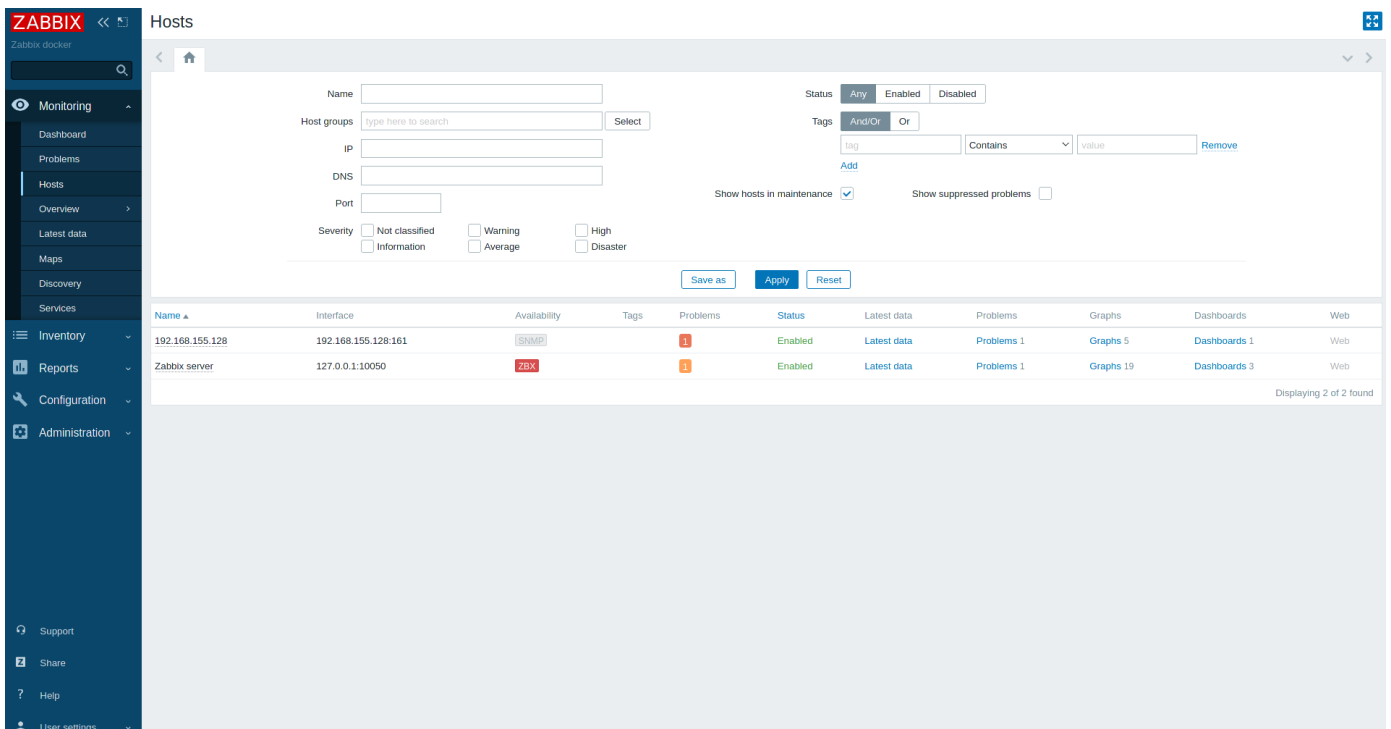 ZABBIX
Hosts
Zabbix docker
Monitoring
Dashboard
Problems
Hosts
Overview
Latest data
Maps
Discovery
Services
Inventory
Reports
Configuration
Administration
Support
Z Share
? Help
User settings
Name
Host groups type here to search Select
IP
DNS
Port
Severity Not classified Warning High
Information Average Disaster
Status Any Enabled Disabled
Tags And/Or Or
tag Contains value Remove
Add
Show hosts in maintenance Show suppressed problems
Save as Apply Reset
Name Interface Availability Tags Problems Status Latest data Problems Graphs Dashboards Web
192.168.155.128 192.168.155.128:161 SNMP 1 Enabled Latest data Problems 1 Graphs 5 Dashboards 1 Web
Zabbix server 127.0.0.1:10050 ZBX 1 Enabled Latest data Problems 1 Graphs 19 Dashboards 3 Web
Displaying 2 of 2 found